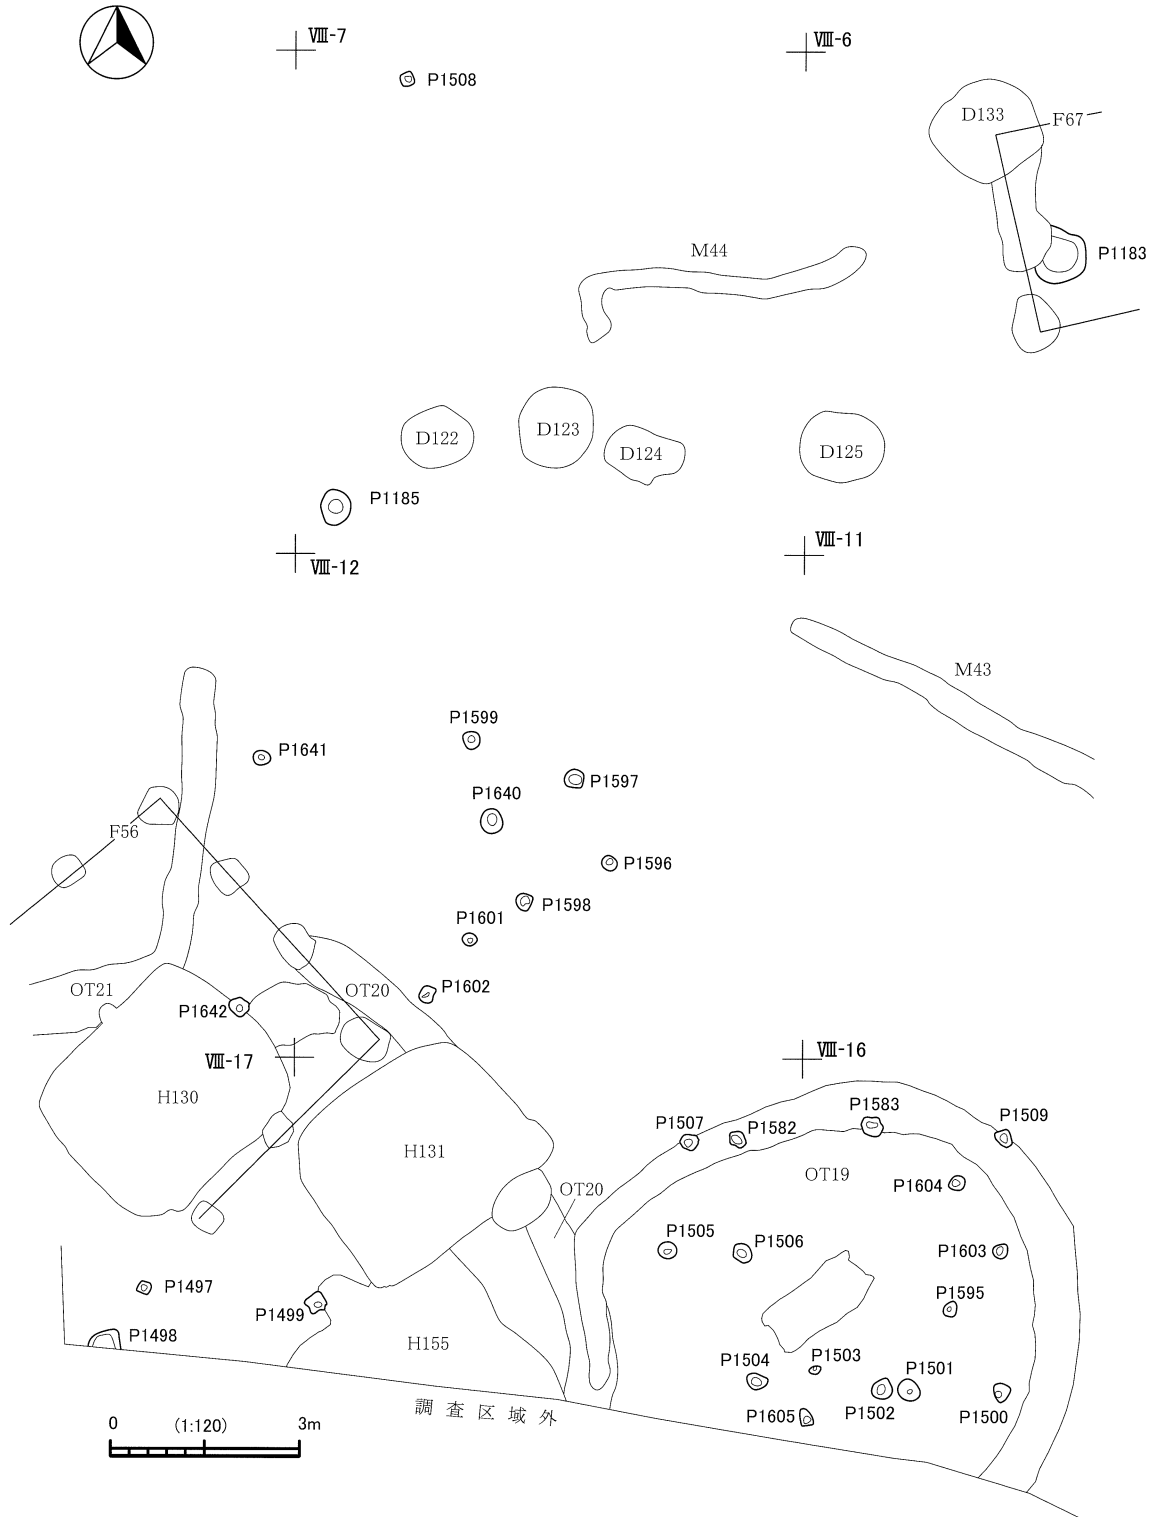 Ⅷ-7
Ⅷ-6
P1508
D133
F67
M44
P1183
D122
D123
D124
D125
P1185
Ⅷ-12
Ⅷ-11
M43
P1599
P1641
P1597
P1640
F56
P1596
P1598
P1601
OT21
OT20
P1602
P1642
Ⅷ-17
Ⅷ-16
H130
P1507
P1582
P1583
P1509
H131
OT19
P1604
OT20
P1505
P1506
P1603
P1497
P1499
P1595
P1498
H155
P1504
P1503
P1501
P1605
P1502
P1500
調査区域外
0 (1:120) 3m